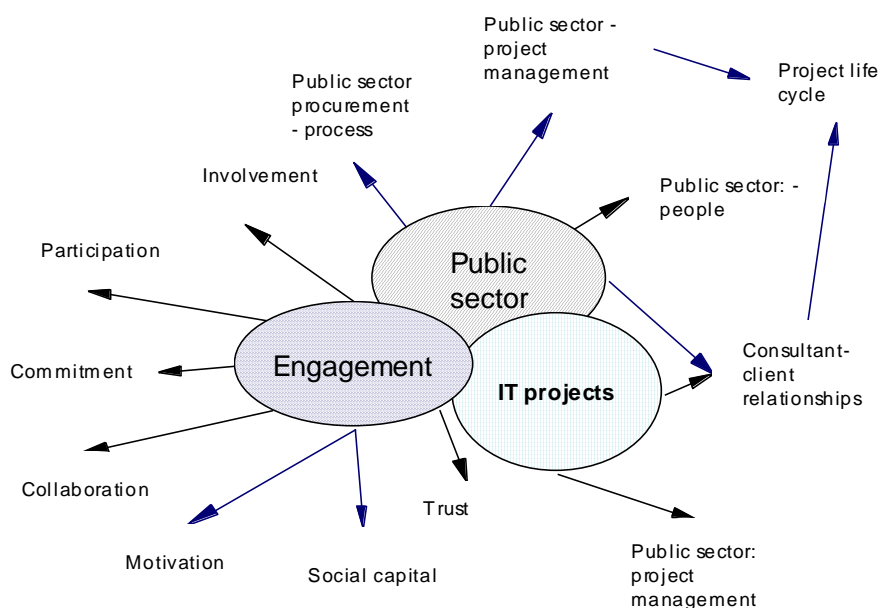 Public sector -
project
management
Project life
cycle
Public sector
procurement
- process
Involvement
Public sector: -
people
Participation
Public
sector
Engagement
Commitment
IT projects
Consultant-
client
relationships
Collaboration
Trust
Motivation
Social capital
Public sector:
project
management